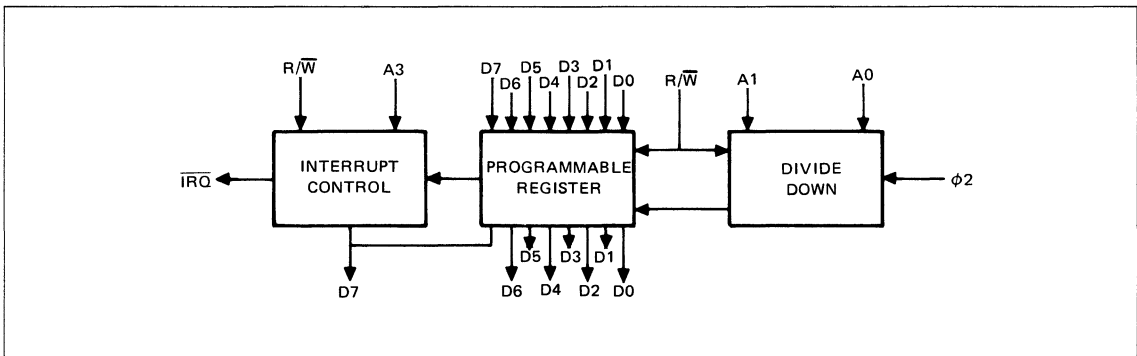 R/W̅ A3 D7 D6 D5 D4 D3 D2 D1 D0 R/W̅ A1 A0
I̅R̅Q̅ INTERRUPT CONTROL PROGRAMMABLE REGISTER DIVIDE DOWN ϕ2
D7 D6 D5 D4 D3 D2 D1 D0